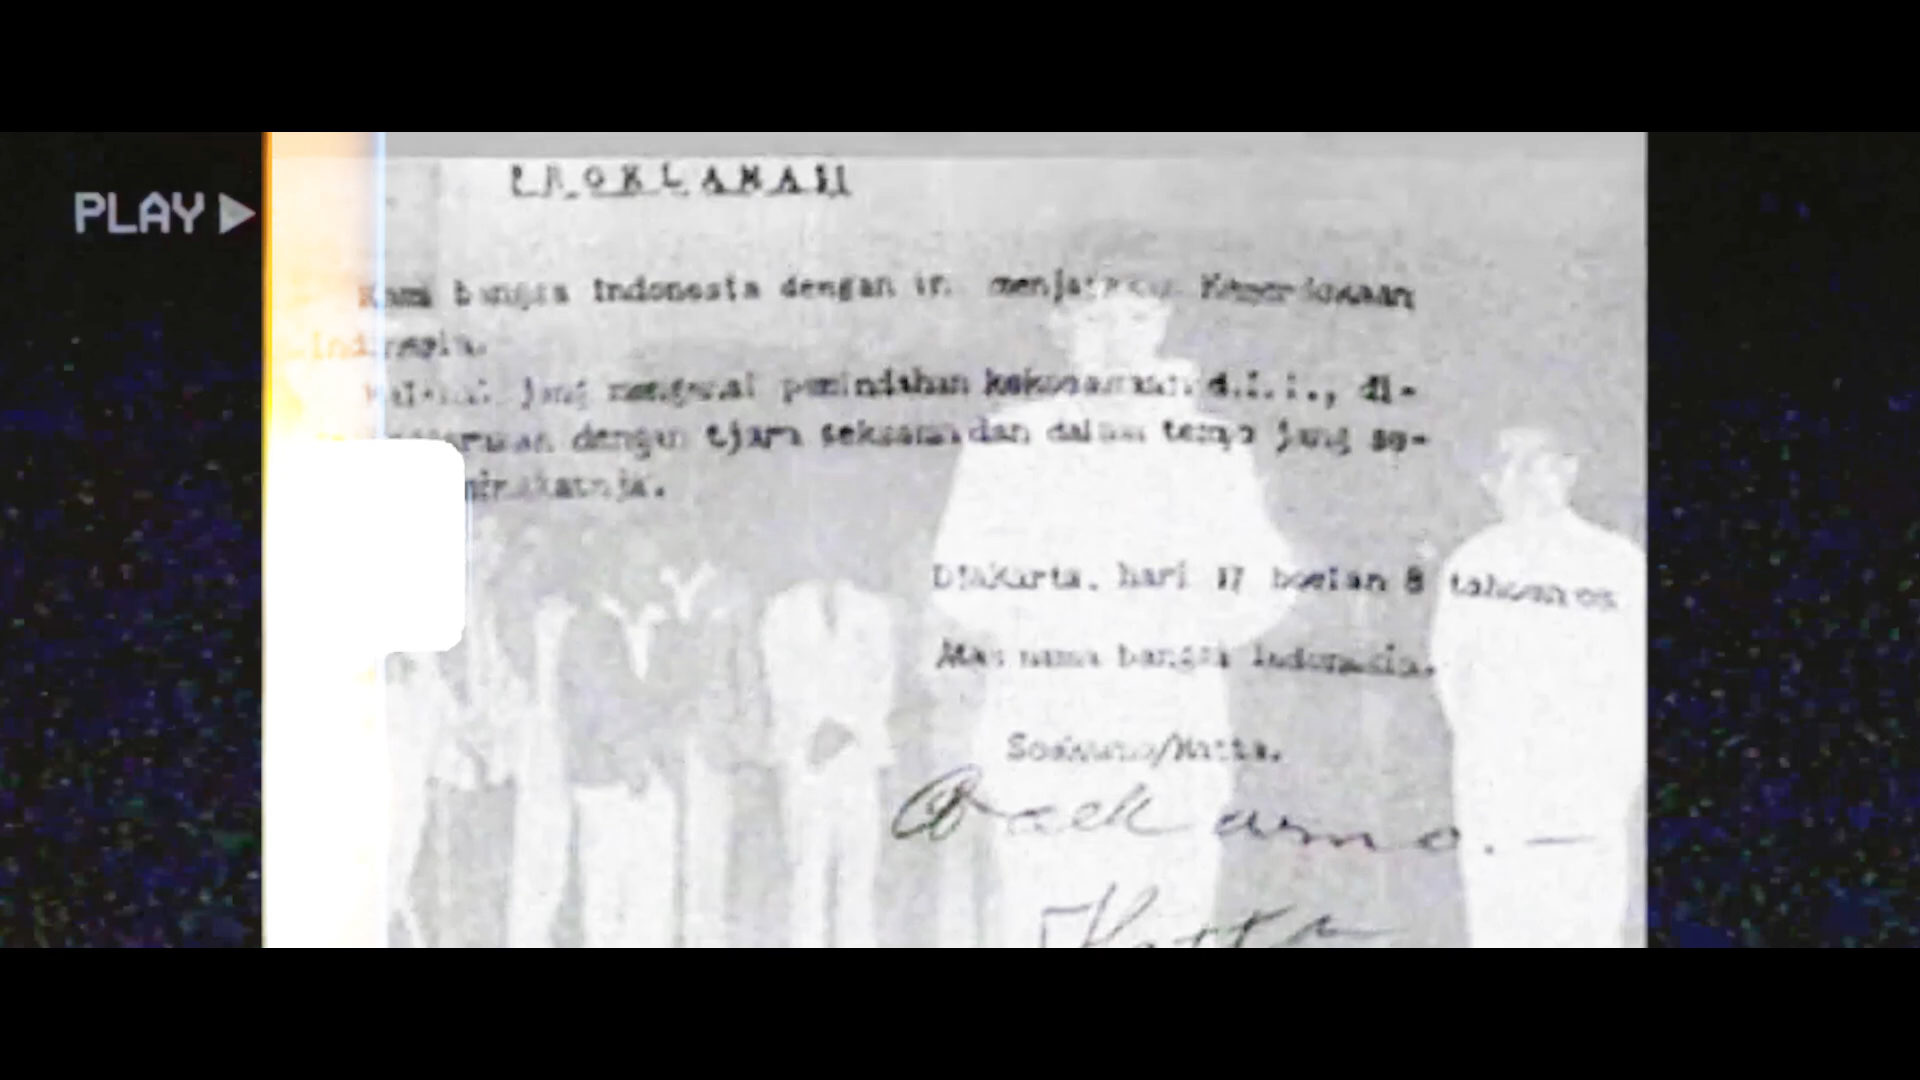 PLAY
PROKLAMASI
Kami bangsa Indonesia dengan ini menjatakan Kemerdekaan
Indonesia.
Hal-hal jang mengenai pemindahan kekoeasaan d.l.l., di-
dengan tjara seksama dan dalam tempo jang se-
singkatnja.
Djakarta, hari 17 boelan 8 tahoen 05
Atas nama bangsa Indonesia.
Soekarno/Hatta.
Soekarno.—
Hatta